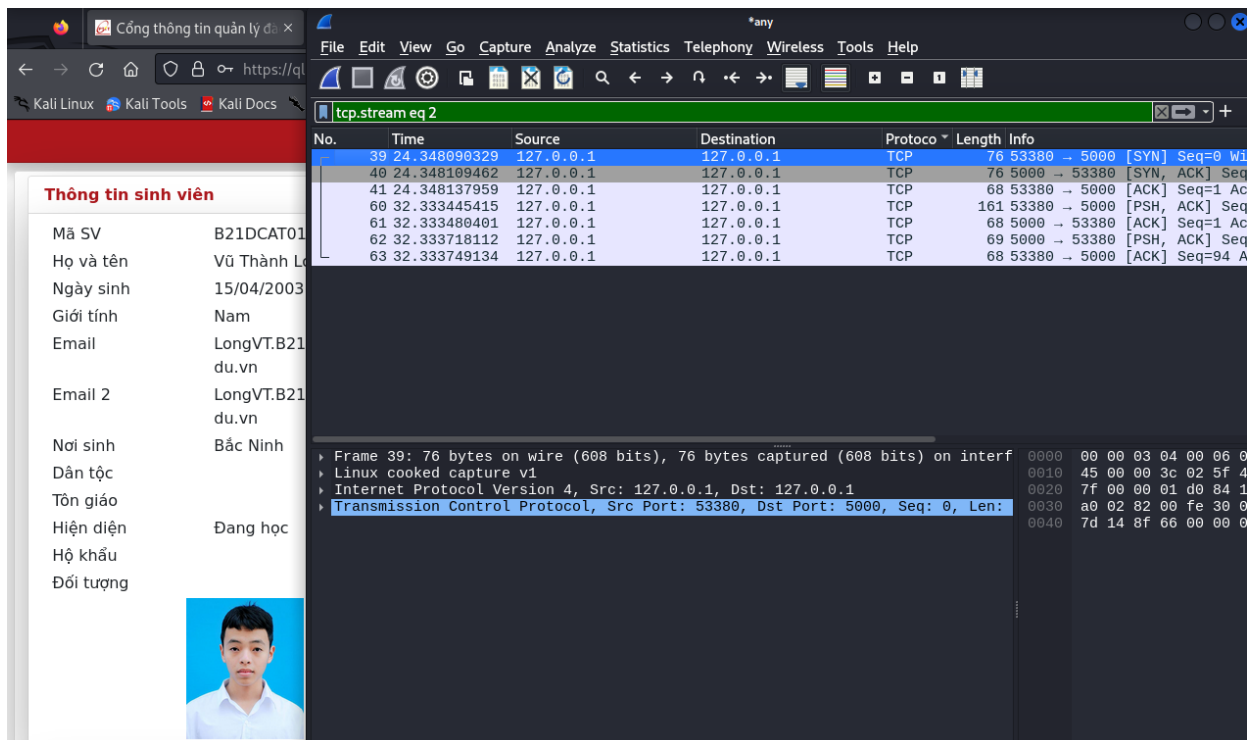 Cổng thông tin quản lý
https://ql
Kali Linux Kali Tools Kali Docs
Thông tin sinh viên
Mã SV B21DCAT01
Họ và tên Vũ Thành
Ngày sinh 15/04/2003
Giới tính Nam
Email LongVT.B21
du.vn
Email 2 LongVT.B21
du.vn
Nơi sinh Bắc Ninh
Dân tộc
Tôn giáo
Hiện diện Đang học
Hộ khẩu
Đối tượng
*any
File Edit View Go Capture Analyze Statistics Telephony Wireless Tools Help
tcp.stream eq 2
No. Time Source Destination Protoco Length Info
39 24.348090329 127.0.0.1 127.0.0.1 TCP 76 53380 → 5000 [SYN] Seq=0 Wi
40 24.348109462 127.0.0.1 127.0.0.1 TCP 76 5000 → 53380 [SYN, ACK] Seq
41 24.348137959 127.0.0.1 127.0.0.1 TCP 68 53380 → 5000 [ACK] Seq=1 Ac
60 32.333445415 127.0.0.1 127.0.0.1 TCP 161 53380 → 5000 [PSH, ACK] Seq
61 32.333480401 127.0.0.1 127.0.0.1 TCP 68 5000 → 53380 [ACK] Seq=1 Ac
62 32.333718112 127.0.0.1 127.0.0.1 TCP 69 5000 → 53380 [PSH, ACK] Seq
63 32.333749134 127.0.0.1 127.0.0.1 TCP 68 53380 → 5000 [ACK] Seq=94 A
Frame 39: 76 bytes on wire (608 bits), 76 bytes captured (608 bits) on interf
Linux cooked capture v1
Internet Protocol Version 4, Src: 127.0.0.1, Dst: 127.0.0.1
Transmission Control Protocol, Src Port: 53380, Dst Port: 5000, Seq: 0, Len:
0000 00 00 03 04 00 06 0
0010 45 00 00 3c 02 5f 4
0020 7f 00 00 01 d0 84 1
0030 a0 02 82 00 fe 30 0
0040 7d 14 8f 66 00 00 0